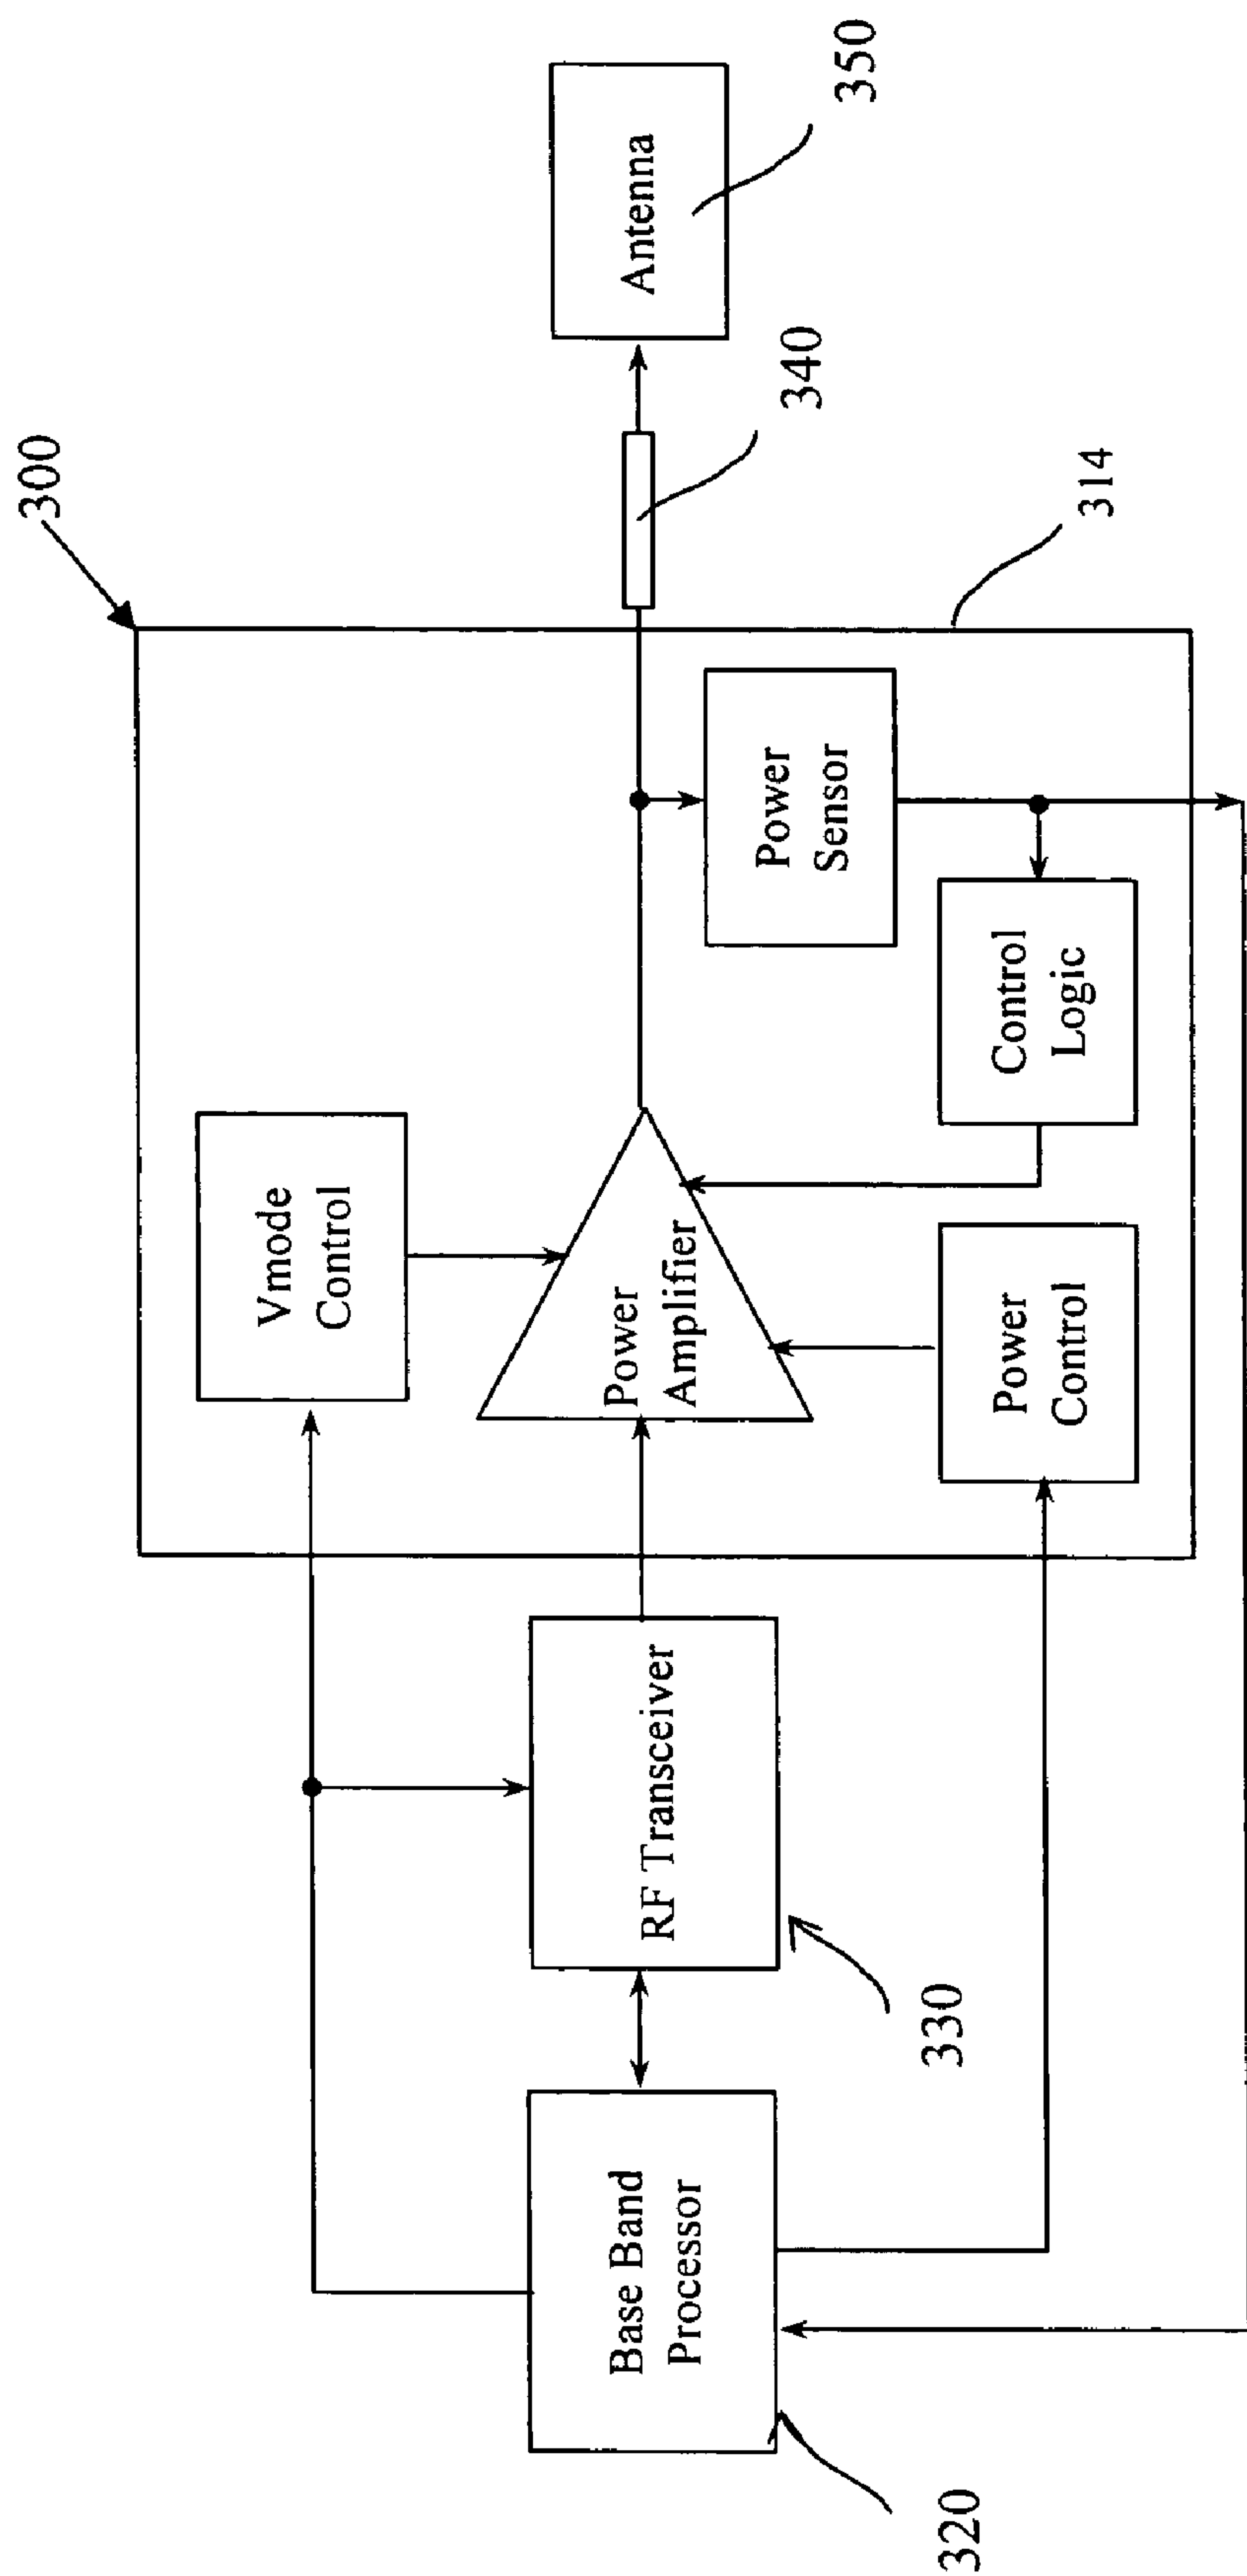 300
Vmode
Control
Base Band
Processor
RF Transceiver
Power
Amplifier
Antenna
Power
Sensor
Control
Logic
Power
Control
320
330
314
340
350